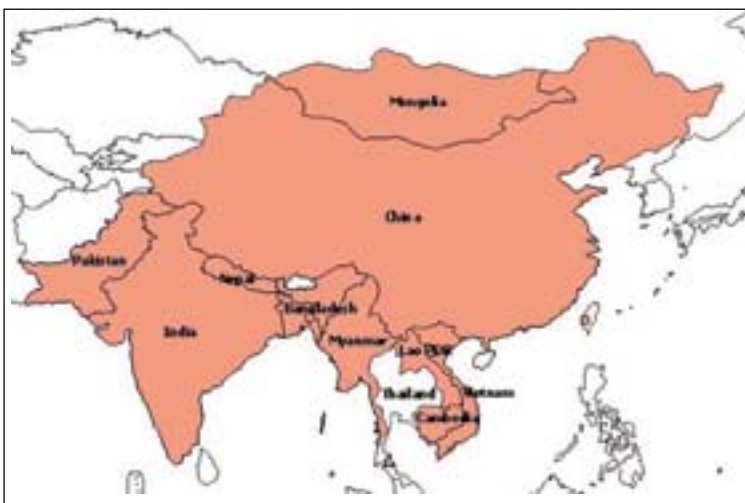 Mongolia
China
Pakistan
Nepal
Bangladesh
India
Myanmar
Lao PDR
Thailand
Vietnam
Cambodia